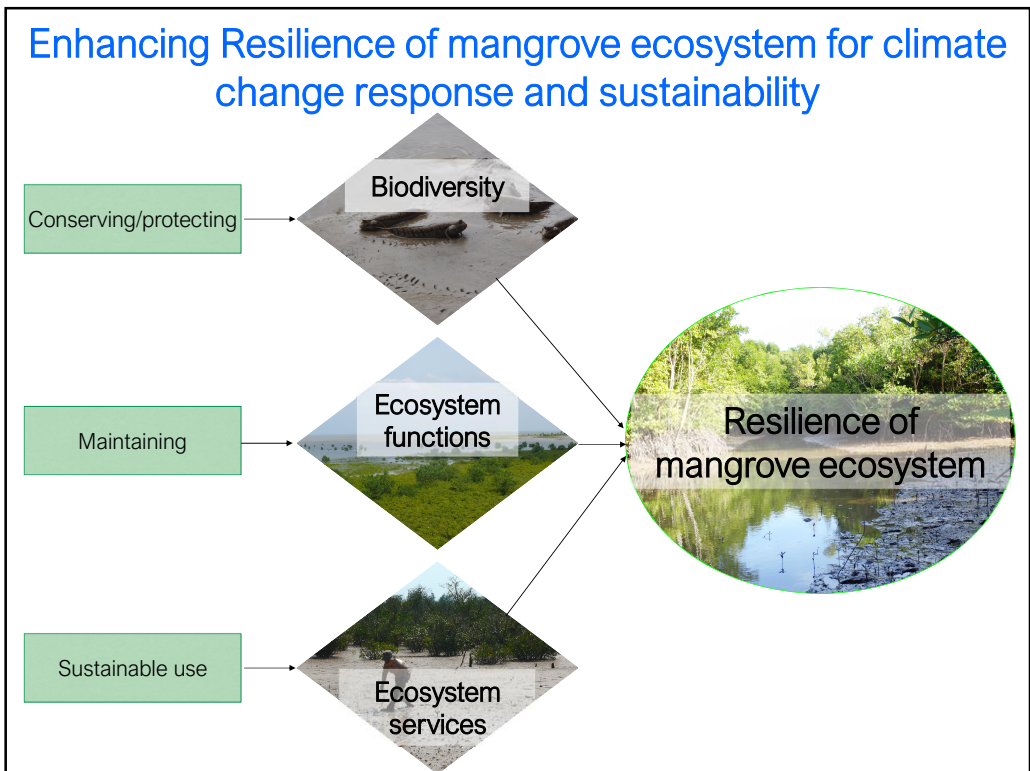 Enhancing Resilience of mangrove ecosystem for climate
change response and sustainability
Conserving/protecting
Biodiversity
Maintaining
Ecosystem
functions
Resilience of
mangrove ecosystem
Sustainable use
Ecosystem
services